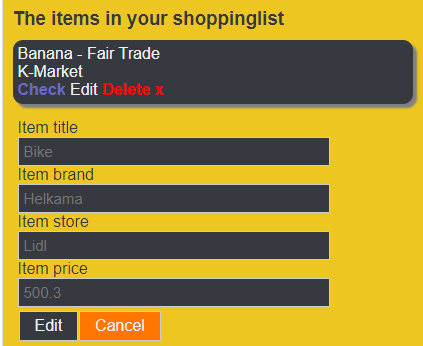 The items in your shoppinglist
Banana - Fair Trade
K-Market
Check Edit Delete x
Item title
Bike
Item brand
Helkama
Item store
Lidl
Item price
500.3
Edit Cancel